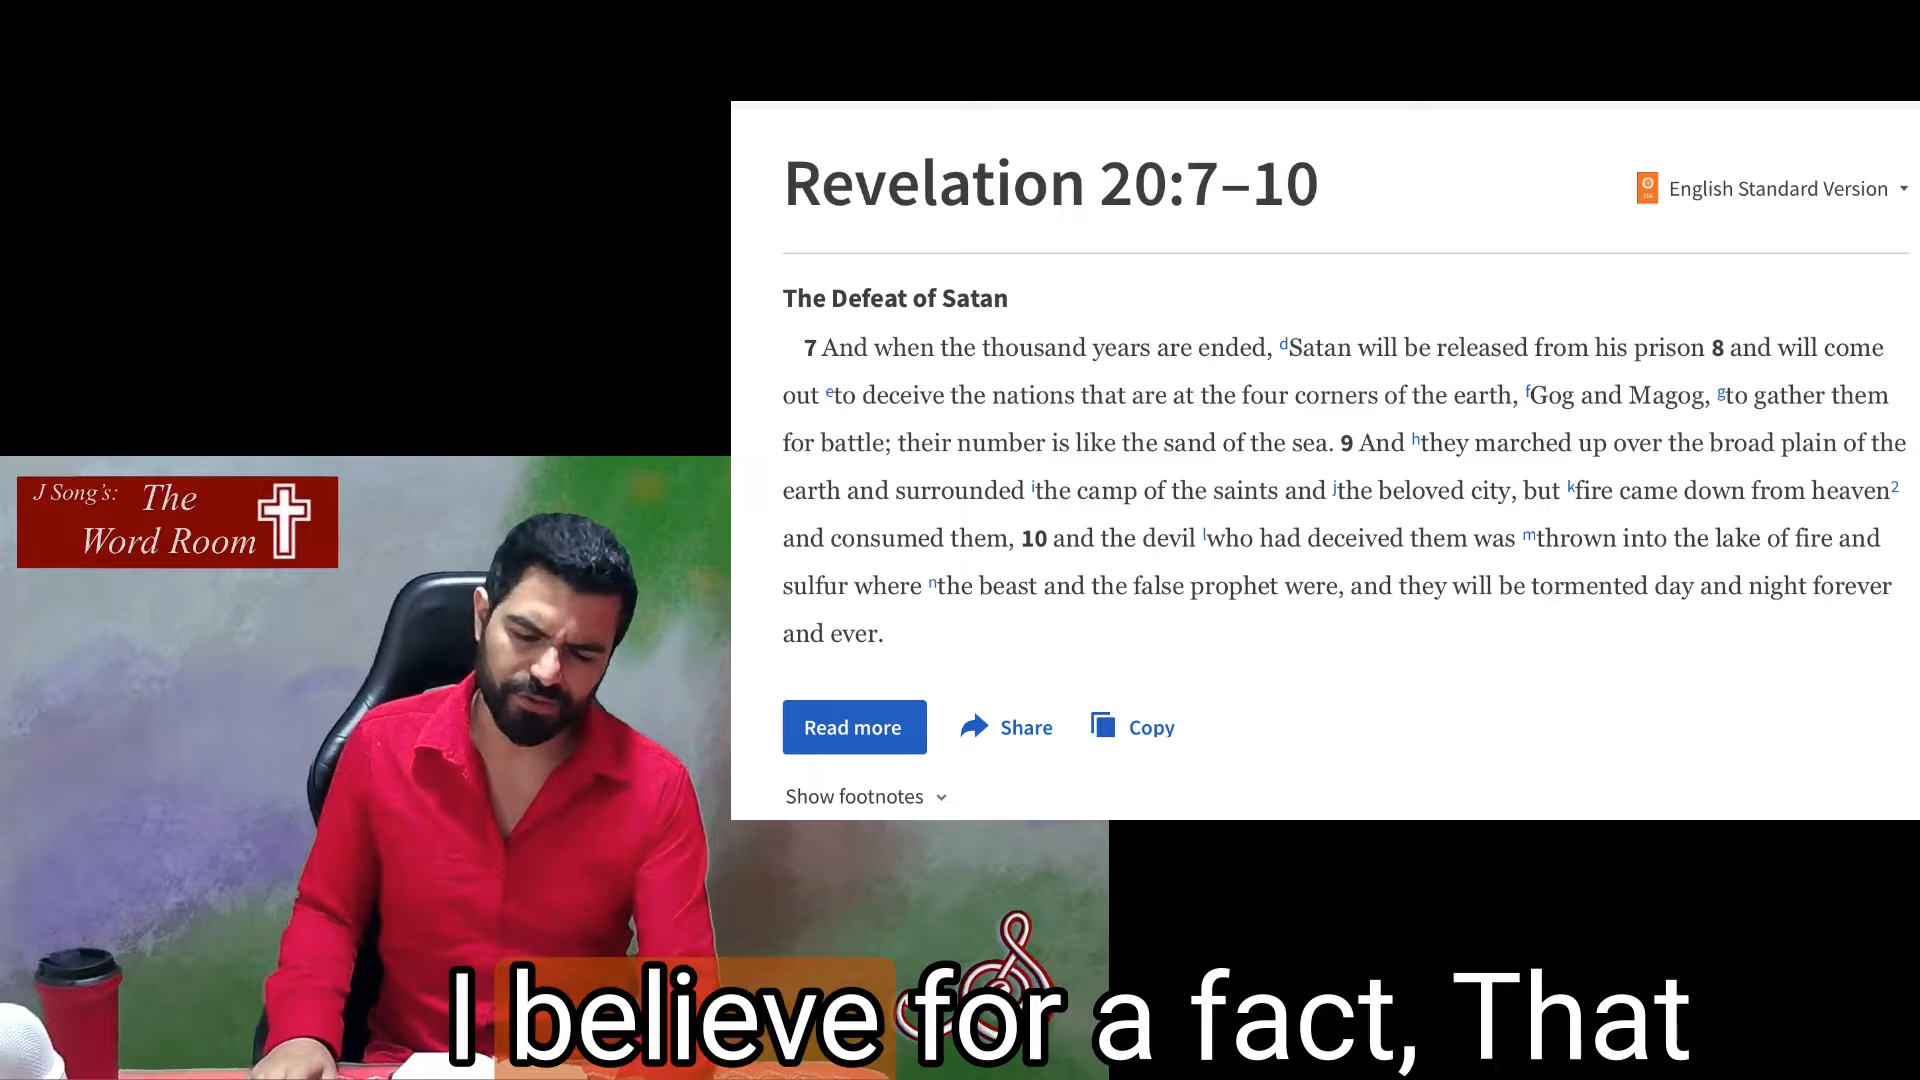 Revelation 20:7–10
English Standard Version
The Defeat of Satan
7 And when the thousand years are ended, dSatan will be released from his prison 8 and will come
out eto deceive the nations that are at the four corners of the earth, fGog and Magog, gto gather them
for battle; their number is like the sand of the sea. 9 And hthey marched up over the broad plain of the
earth and surrounded ithe camp of the saints and jthe beloved city, but kfire came down from heaven2
and consumed them, 10 and the devil lwho had deceived them was mthrown into the lake of fire and
sulfur where nthe beast and the false prophet were, and they will be tormented day and night forever
and ever.
Read more
Share
Copy
Show footnotes
J Song's: The
Word Room
I believe for a fact, That